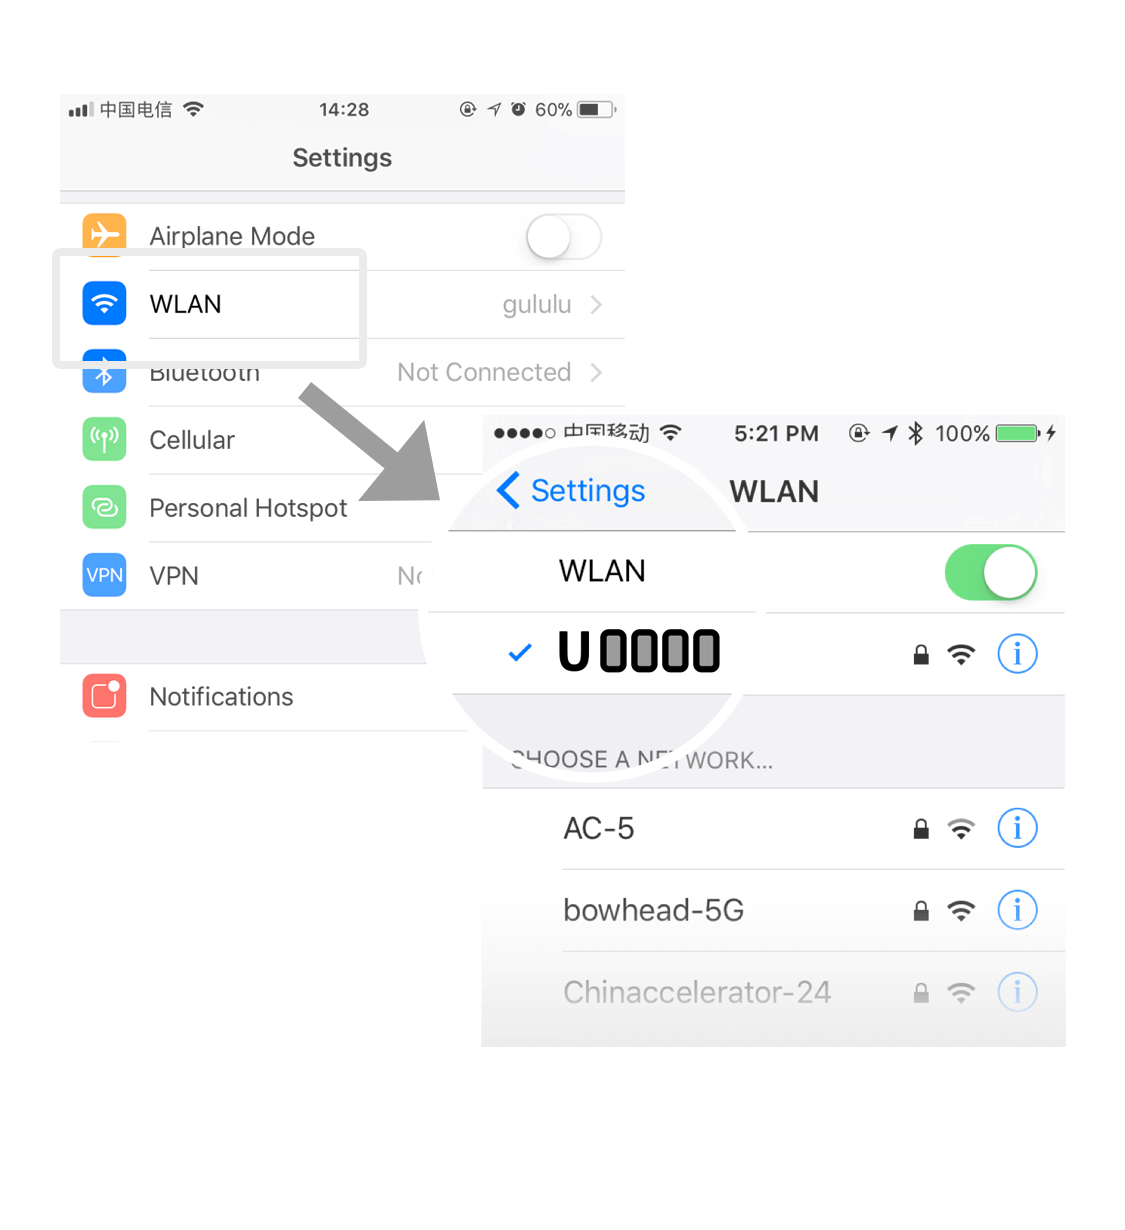 中国电信 14:28 60%
Settings
Airplane Mode
WLAN gululu
Bluetooth Not Connected
Cellular
Personal Hotspot
VPN VPN
Notifications
中国移动 5:21 PM 100%
Settings WLAN
WLAN
U0000
CHOOSE A NETWORK...
AC-5
bowhead-5G
Chinaccelerator-24